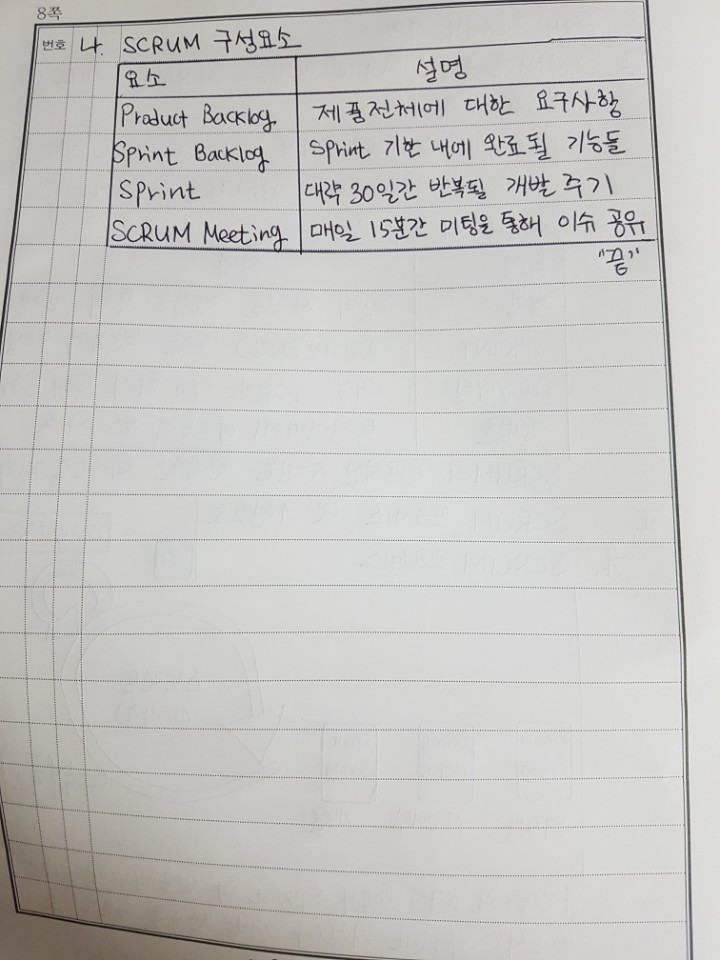 8쪽
번호 나. SCRUM 구성요소
요소 설명
Product Backlog 제품전체에 대한 요구사항
Sprint Backlog Sprint 기한 내에 완료될 기능들
Sprint 대략 30일간 반복될 개발 주기
SCRUM Meeting 매일 15분간 미팅을 통해 이슈 공유
"끝"